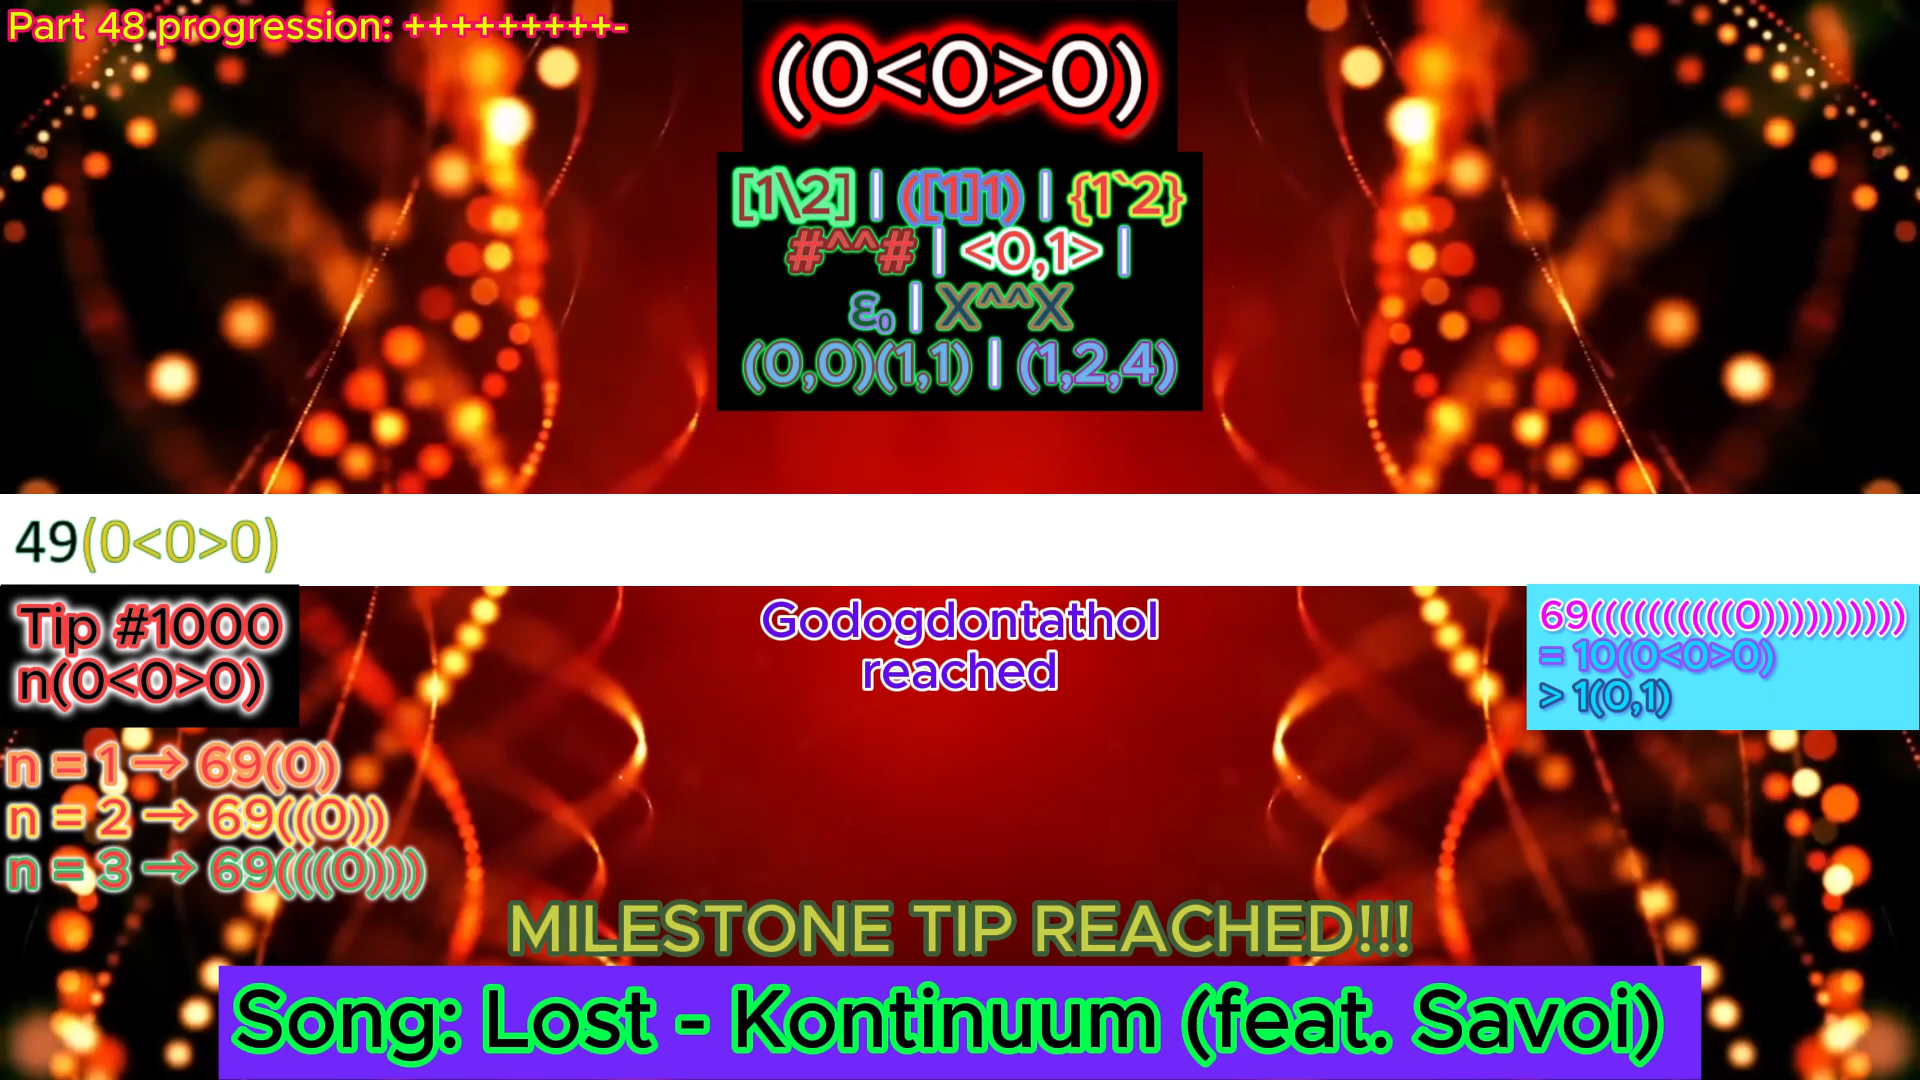 Part 48 progression: +++++++++-
(0<0>0)
[1\2] | ([1]1) | {1`2}
#^^# | <0,1> |
ε₀ | X^^X
(0,0)(1,1) | (1,2,4)
49(0<0>0)
Tip #1000
n(0<0>0)
n = 1 → 69(0)
n = 2 → 69((0))
n = 3 → 69(((0)))
Godogdontathol
reached
69((((((((((0))))))))))
= 10(0<0>0)
> 1(0,1)
MILESTONE TIP REACHED!!!
Song: Lost - Kontinuum (feat. Savoi)